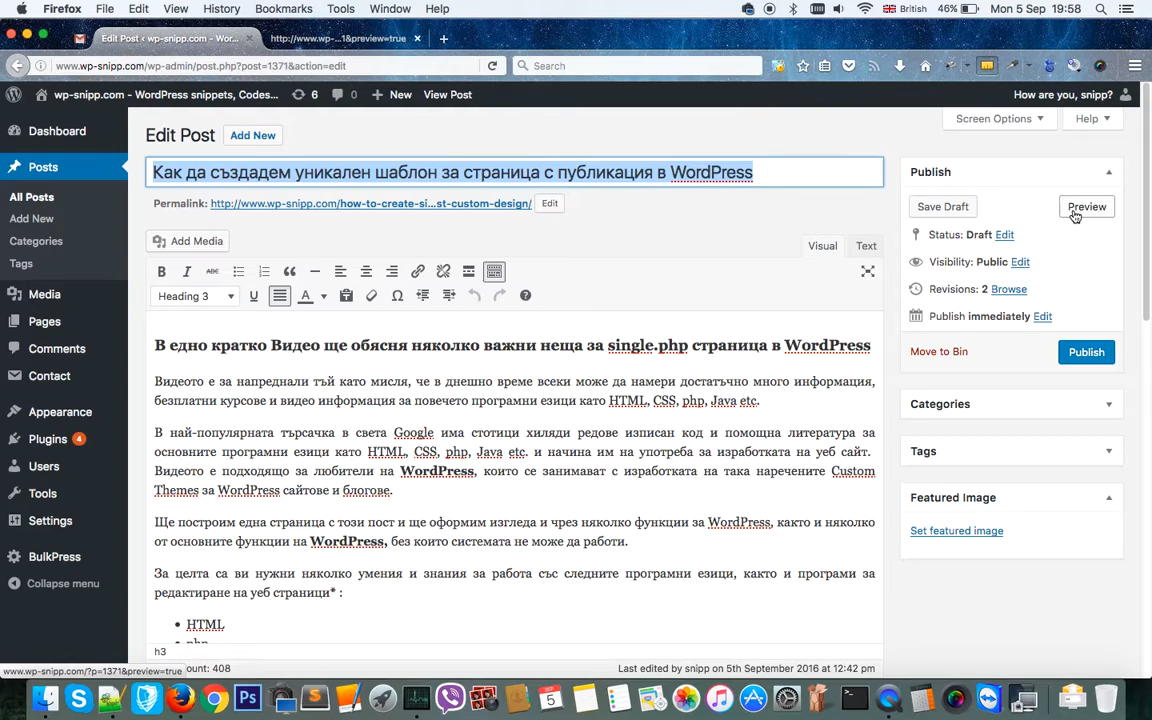 Firefox File Edit View History Bookmarks Tools Window Help British 46% Mon 5 Sep 19:58
Edit Post ‹ wp-snipp.com - Wor... http://www.wp-...1&preview=true
www.wp-snipp.com/wp-admin/post.php?post=1371&action=edit Search
wp-snipp.com - WordPress snippets, Codes... 6 0 New View Post How are you, snipp?
Dashboard
Posts
All Posts
Add New
Categories
Tags
Media
Pages
Comments
Contact
Appearance
Plugins 4
Users
Tools
Settings
BulkPress
Collapse menu
Screen Options Help
Edit Post Add New
Как да създадем уникален шаблон за страница с публикация в WordPress
Permalink: http://www.wp-snipp.com/how-to-create-si...st-custom-design/ Edit
Add Media
Visual Text
B I ABC
Heading 3 U A
В едно кратко Видео ще обясня няколко важни неща за single.php страница в WordPress
Видеото е за напреднали тъй като мисля, че в днешно време всеки може да намери достатъчно много информация,
безплатни курсове и видео информация за повечето програмни езици като HTML, CSS, php, Java etc.
В най-популярната търсачка в света Google има стотици хиляди редове изписан код и помощна литература за
основните програмни езици като HTML, CSS, php, Java etc. и начина им на употреба за изработката на уеб сайт.
Видеото е подходящо за любители на WordPress, които се занимават с изработката на така наречените Custom
Themes за WordPress сайтове и блогове.
Ще построим една страница с този пост и ще оформим изгледа и чрез няколко функции за WordPress, както и няколко
от основните функции на WordPress, без които системата не може да работи.
За целта са ви нужни няколко умения и знания за работа със следните програмни езици, както и програми за
редактиране на уеб страници* :
HTML
php
h3
ount: 408 Last edited by snipp on 5th September 2016 at 12:42 pm
Publish
Save Draft Preview
Status: Draft Edit
Visibility: Public Edit
Revisions: 2 Browse
Publish immediately Edit
Move to Bin Publish
Categories
Tags
Featured Image
Set featured image
www.wp-snipp.com/?p=1371&preview=true